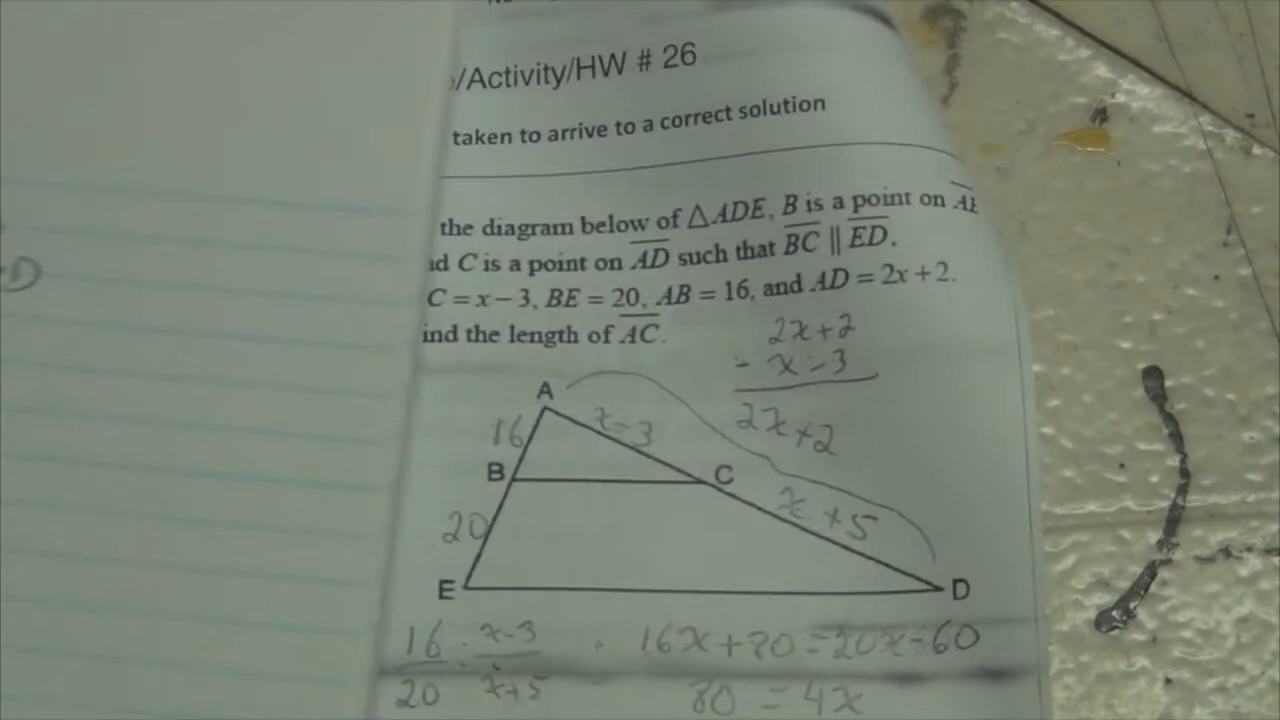 /Activity/HW # 26
taken to arrive to a correct solution
the diagram below of △ADE, B is a point on
C is a point on AD such that BC ∥ ED.
C = x − 3, BE = 20, AB = 16, and AD = 2x + 2.
ind the length of AC.
2x+2
- x-3
2x+2
A
16
x-3
B
C
20
x+5
E
D
16/20 x-3/x+5
16x+80=20x-60
80=4x
D